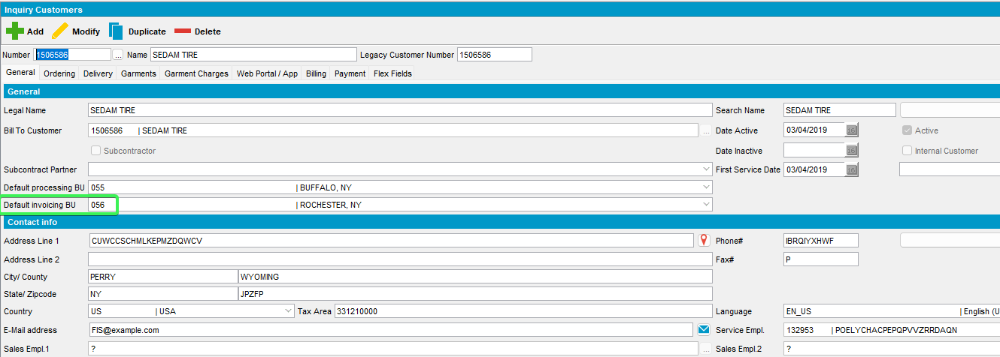 Inquiry Customers
Add Modify Duplicate Delete
Number 1506586 ... Name SEDAM TIRE Legacy Customer Number 1506586
General Ordering Delivery Garments Garment Charges Web Portal / App Billing Payment Flex Fields
General
Legal Name SEDAM TIRE Search Name SEDAM TIRE
Bill To Customer 1506586 | SEDAM TIRE ... Date Active 03/04/2019 16 Active
Subcontractor Date Inactive 16 Internal Customer
Subcontract Partner First Service Date 03/04/2019 16
Default processing BU 055 | BUFFALO, NY
Default invoicing BU 056 | ROCHESTER, NY
Contact info
Address Line 1 CUWCCSCHMLKEPMZDQWCV Phone# IBRQIYXHWF
Address Line 2 Fax# P
City/ County PERRY WYOMING
State/ Zipcode NY JPZFP
Country US | USA Tax Area 331210000 Language EN_US | English (U
E-Mail address FIS@example.com Service Empl. 132953 | POELYCHACPEPQPVVZRRDAQN
Sales Empl.1 ? ... Sales Empl.2 ?